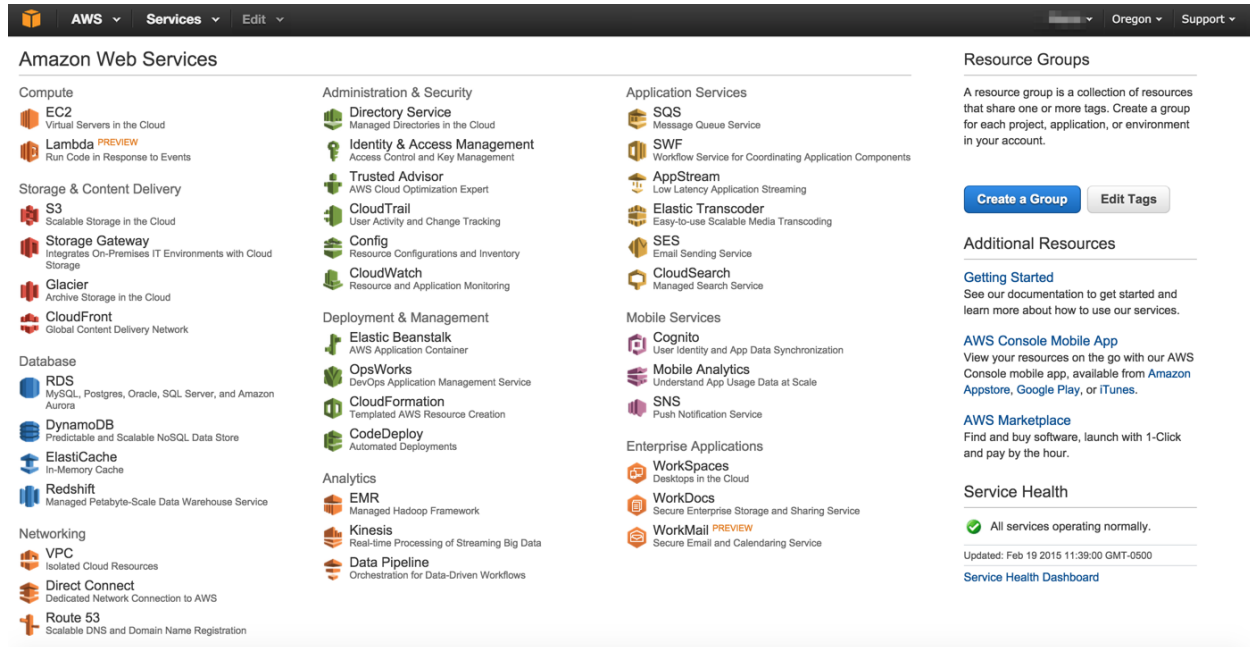 AWS Services Edit Oregon Support
Amazon Web Services
Compute
EC2
Virtual Servers in the Cloud
Lambda PREVIEW
Run Code in Response to Events
Storage & Content Delivery
S3
Scalable Storage in the Cloud
Storage Gateway
Integrates On-Premises IT Environments with Cloud
Storage
Glacier
Archive Storage in the Cloud
CloudFront
Global Content Delivery Network
Database
RDS
MySQL, Postgres, Oracle, SQL Server, and Amazon
Aurora
DynamoDB
Predictable and Scalable NoSQL Data Store
ElastiCache
In-Memory Cache
Redshift
Managed Petabyte-Scale Data Warehouse Service
Networking
VPC
Isolated Cloud Resources
Direct Connect
Dedicated Network Connection to AWS
Route 53
Scalable DNS and Domain Name Registration
Administration & Security
Directory Service
Managed Directories in the Cloud
Identity & Access Management
Access Control and Key Management
Trusted Advisor
AWS Cloud Optimization Expert
CloudTrail
User Activity and Change Tracking
Config
Resource Configurations and Inventory
CloudWatch
Resource and Application Monitoring
Deployment & Management
Elastic Beanstalk
AWS Application Container
OpsWorks
DevOps Application Management Service
CloudFormation
Templated AWS Resource Creation
CodeDeploy
Automated Deployments
Analytics
EMR
Managed Hadoop Framework
Kinesis
Real-time Processing of Streaming Big Data
Data Pipeline
Orchestration for Data-Driven Workflows
Application Services
SQS
Message Queue Service
SWF
Workflow Service for Coordinating Application Components
AppStream
Low Latency Application Streaming
Elastic Transcoder
Easy-to-use Scalable Media Transcoding
SES
Email Sending Service
CloudSearch
Managed Search Service
Mobile Services
Cognito
User Identity and App Data Synchronization
Mobile Analytics
Understand App Usage Data at Scale
SNS
Push Notification Service
Enterprise Applications
WorkSpaces
Desktops in the Cloud
WorkDocs
Secure Enterprise Storage and Sharing Service
WorkMail PREVIEW
Secure Email and Calendaring Service
Resource Groups
A resource group is a collection of resources
that share one or more tags. Create a group
for each project, application, or environment
in your account.
Create a Group Edit Tags
Additional Resources
Getting Started
See our documentation to get started and
learn more about how to use our services.
AWS Console Mobile App
View your resources on the go with our AWS
Console mobile app, available from Amazon
Appstore, Google Play, or iTunes.
AWS Marketplace
Find and buy software, launch with 1-Click
and pay by the hour.
Service Health
All services operating normally.
Updated: Feb 19 2015 11:39:00 GMT-0500
Service Health Dashboard